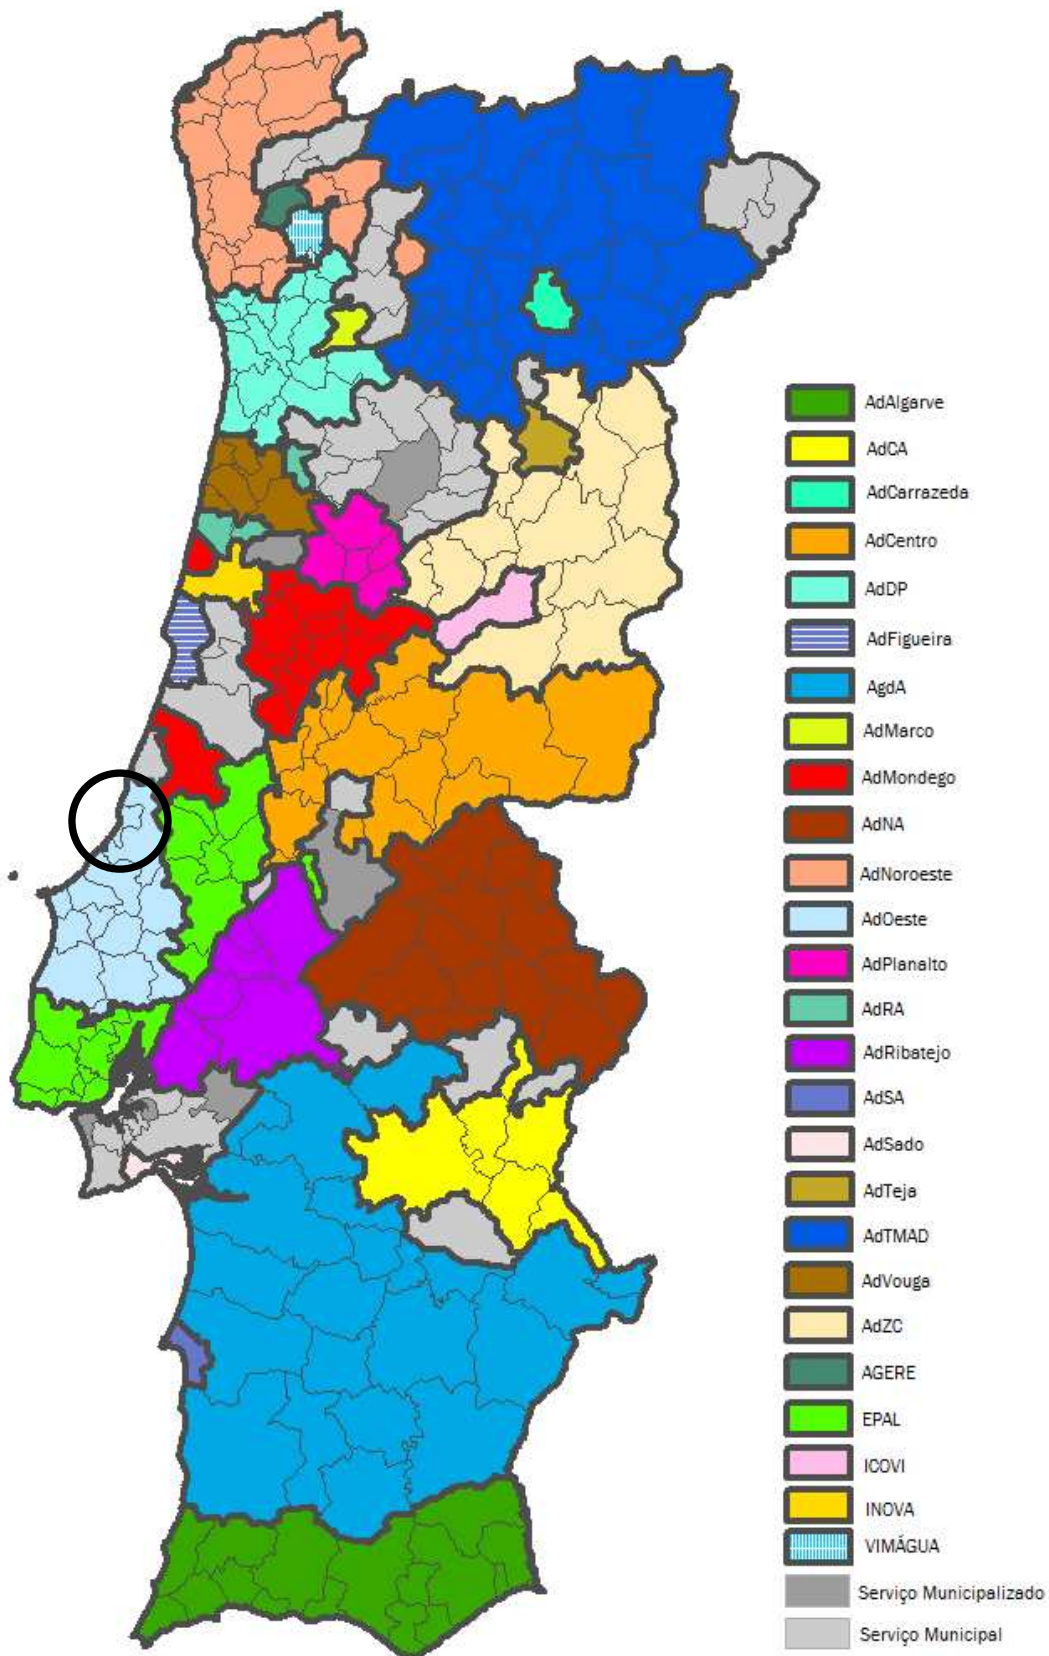 AdAlgarve
AdCA
AdCarrazeda
AdCentro
AdDP
AdFigueira
AgdA
AdMarco
AdMondego
AdNA
AdNoroeste
AdOeste
AdPlanalto
AdRA
AdRibatejo
AdSA
AdSado
AdTeja
AdTMAD
AdVouga
AdZC
AGERE
EPAL
ICOVI
INOVA
VIMÁGUA
Serviço Municipalizado
Serviço Municipal